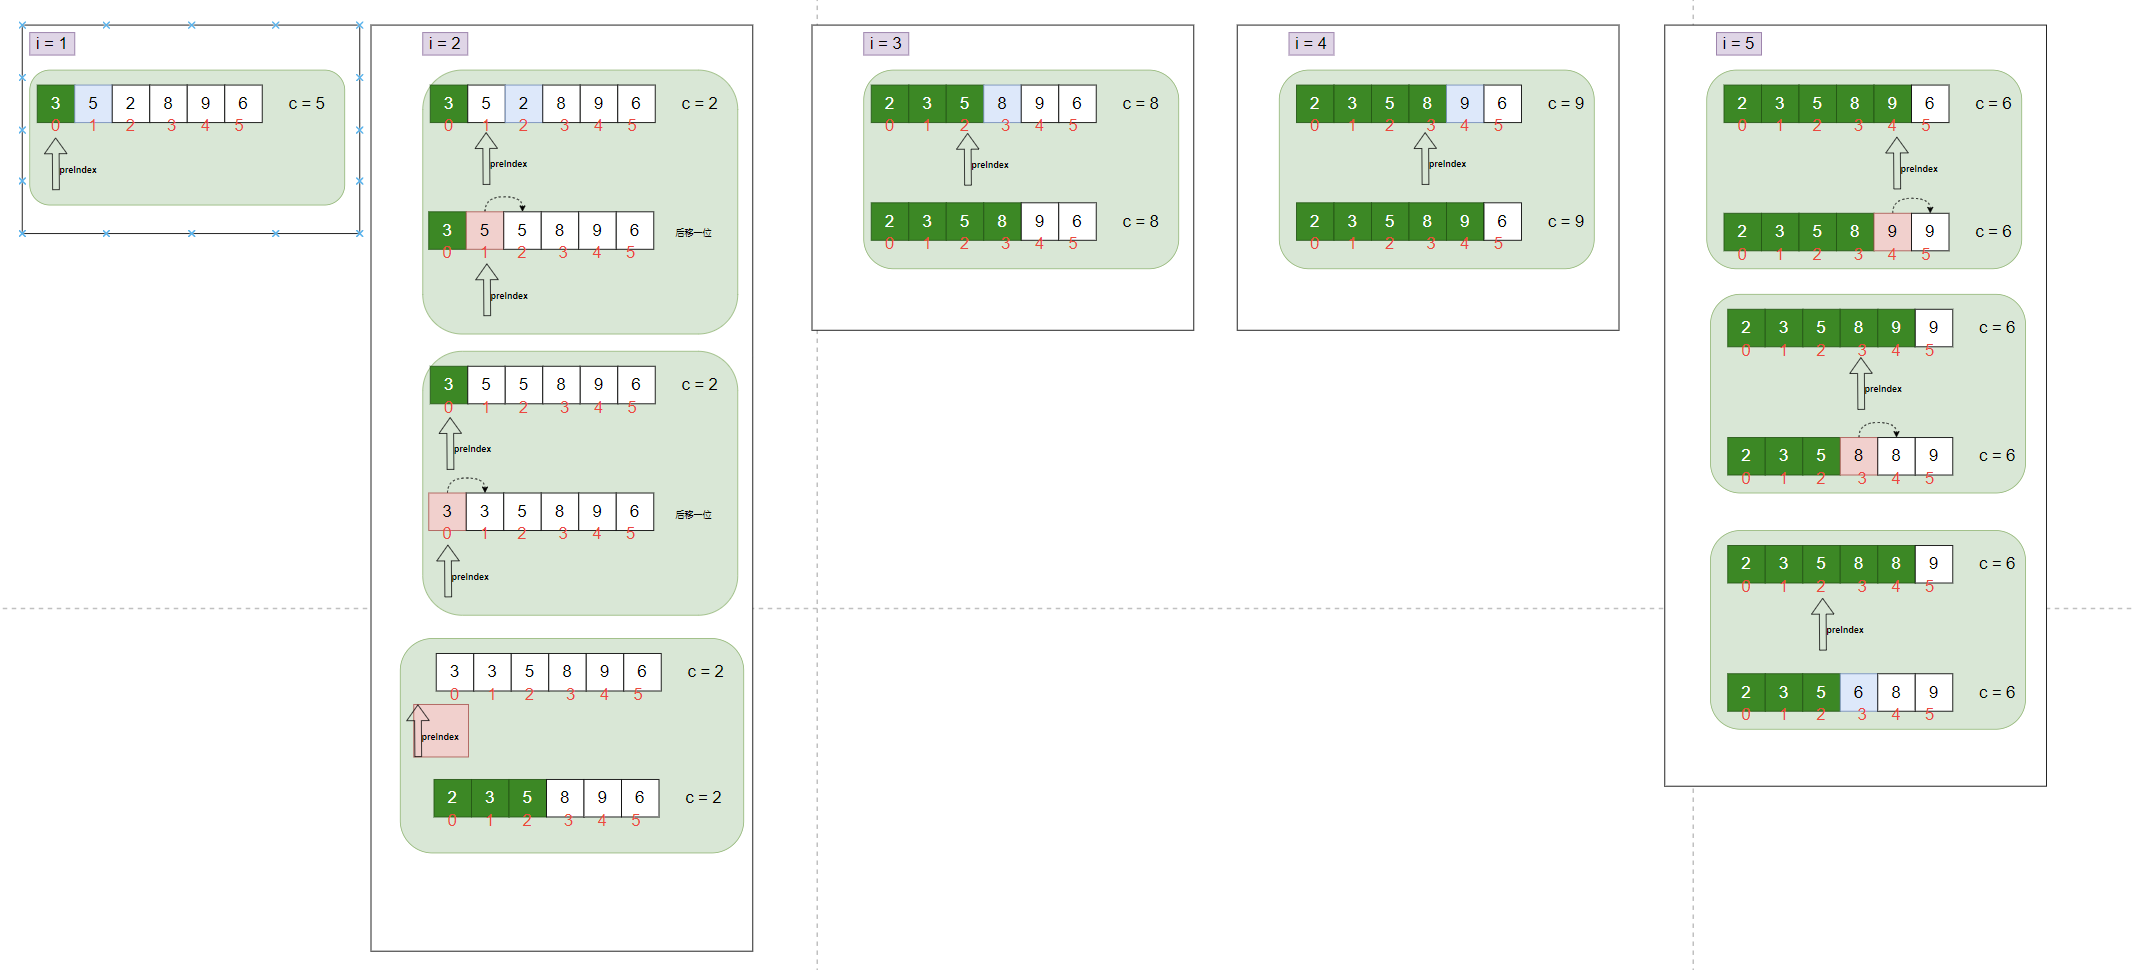 i = 1
3 5 2 8 9 6 c = 5
0 1 2 3 4 5
preIndex
i = 2
3 5 2 8 9 6 c = 2
0 1 2 3 4 5
preIndex
3 5 5 8 9 6 后移一位
0 1 2 3 4 5
preIndex
3 5 5 8 9 6 c = 2
0 1 2 3 4 5
preIndex
3 3 5 8 9 6 后移一位
0 1 2 3 4 5
preIndex
3 3 5 8 9 6 c = 2
0 1 2 3 4 5
preIndex
2 3 5 8 9 6 c = 2
0 1 2 3 4 5
i = 3
2 3 5 8 9 6 c = 8
0 1 2 3 4 5
preIndex
2 3 5 8 9 6 c = 8
0 1 2 3 4 5
i = 4
2 3 5 8 9 6 c = 9
0 1 2 3 4 5
preIndex
2 3 5 8 9 6 c = 9
0 1 2 3 4 5
i = 5
2 3 5 8 9 6 c = 6
0 1 2 3 4 5
preIndex
2 3 5 8 9 9 c = 6
0 1 2 3 4 5
2 3 5 8 9 9 c = 6
0 1 2 3 4 5
preIndex
2 3 5 8 8 9 c = 6
0 1 2 3 4 5
2 3 5 8 8 9 c = 6
0 1 2 3 4 5
preIndex
2 3 5 6 8 9 c = 6
0 1 2 3 4 5